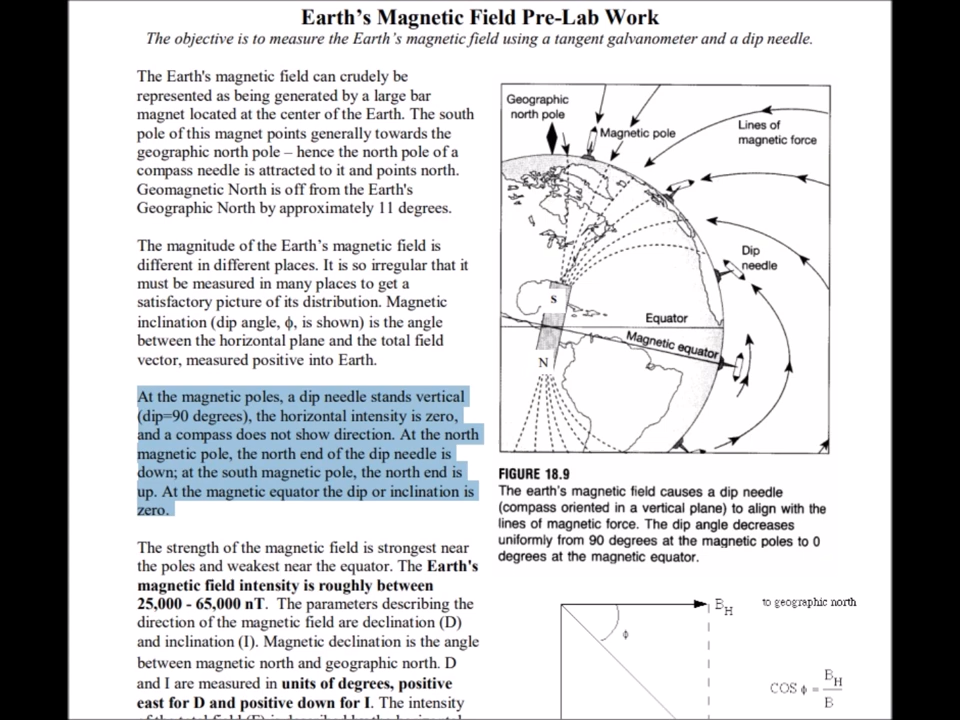 Earth's Magnetic Field Pre-Lab Work
The objective is to measure the Earth's magnetic field using a tangent galvanometer and a dip needle.
The Earth's magnetic field can crudely be
represented as being generated by a large bar
magnet located at the center of the Earth. The south
pole of this magnet points generally towards the
geographic north pole – hence the north pole of a
compass needle is attracted to it and points north.
Geomagnetic North is off from the Earth's
Geographic North by approximately 11 degrees.
The magnitude of the Earth's magnetic field is
different in different places. It is so irregular that it
must be measured in many places to get a
satisfactory picture of its distribution. Magnetic
inclination (dip angle, ϕ, is shown) is the angle
between the horizontal plane and the total field
vector, measured positive into Earth.
At the magnetic poles, a dip needle stands vertical
(dip=90 degrees), the horizontal intensity is zero,
and a compass does not show direction. At the north
magnetic pole, the north end of the dip needle is
down; at the south magnetic pole, the north end is
up. At the magnetic equator the dip or inclination is
zero.
The strength of the magnetic field is strongest near
the poles and weakest near the equator. The Earth's
magnetic field intensity is roughly between
25,000 - 65,000 nT. The parameters describing the
direction of the magnetic field are declination (D)
and inclination (I). Magnetic declination is the angle
between magnetic north and geographic north. D
and I are measured in units of degrees, positive
east for D and positive down for I. The intensity
Geographic
north pole
Magnetic pole
Lines of
magnetic force
Dip
needle
S
Equator
Magnetic equator
N
FIGURE 18.9
The earth's magnetic field causes a dip needle
(compass oriented in a vertical plane) to align with the
lines of magnetic force. The dip angle decreases
uniformly from 90 degrees at the magnetic poles to 0
degrees at the magnetic equator.
B_H to geographic north
ϕ
COS ϕ = B_H / B